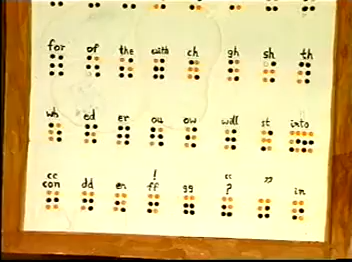 for of the with ch gh sh th
wh ed er ou ow will st into
cc ! “ ”
con dd en ff gg ? in